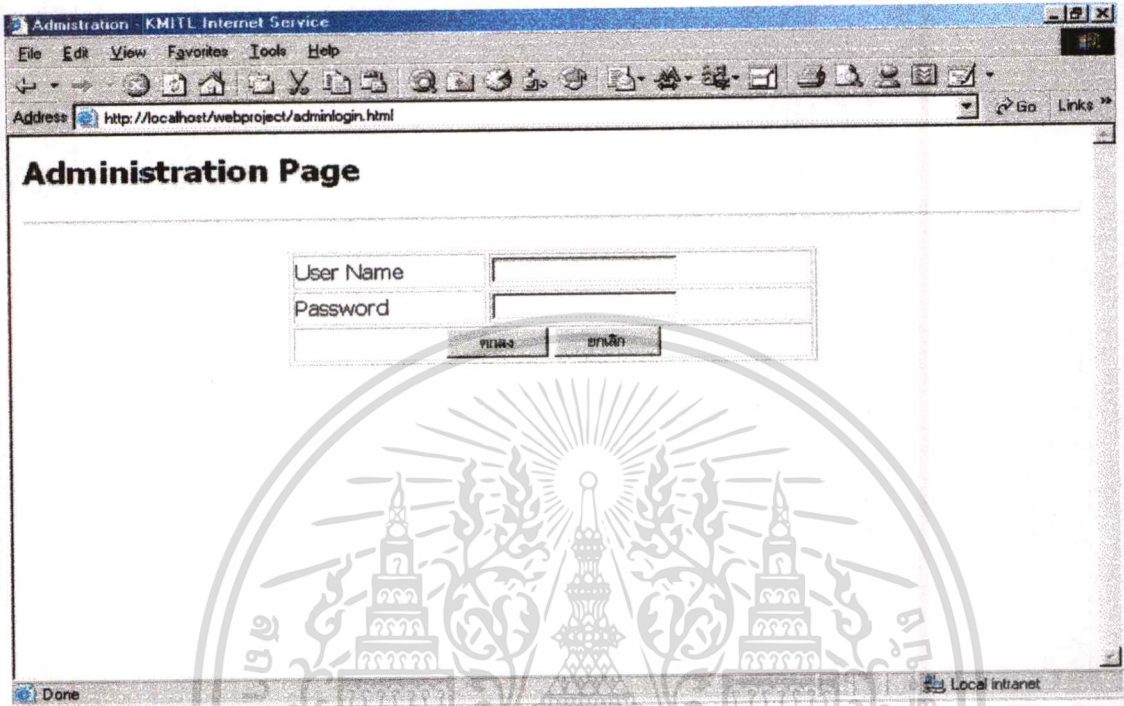 Admistration - KMITL Internet Service
File Edit View Favorites Tools Help
Address http://localhost/webproject/adminlogin.html Go Links »
Administration Page
User Name
Password
ตกลง ยกเลิก
Done Local intranet